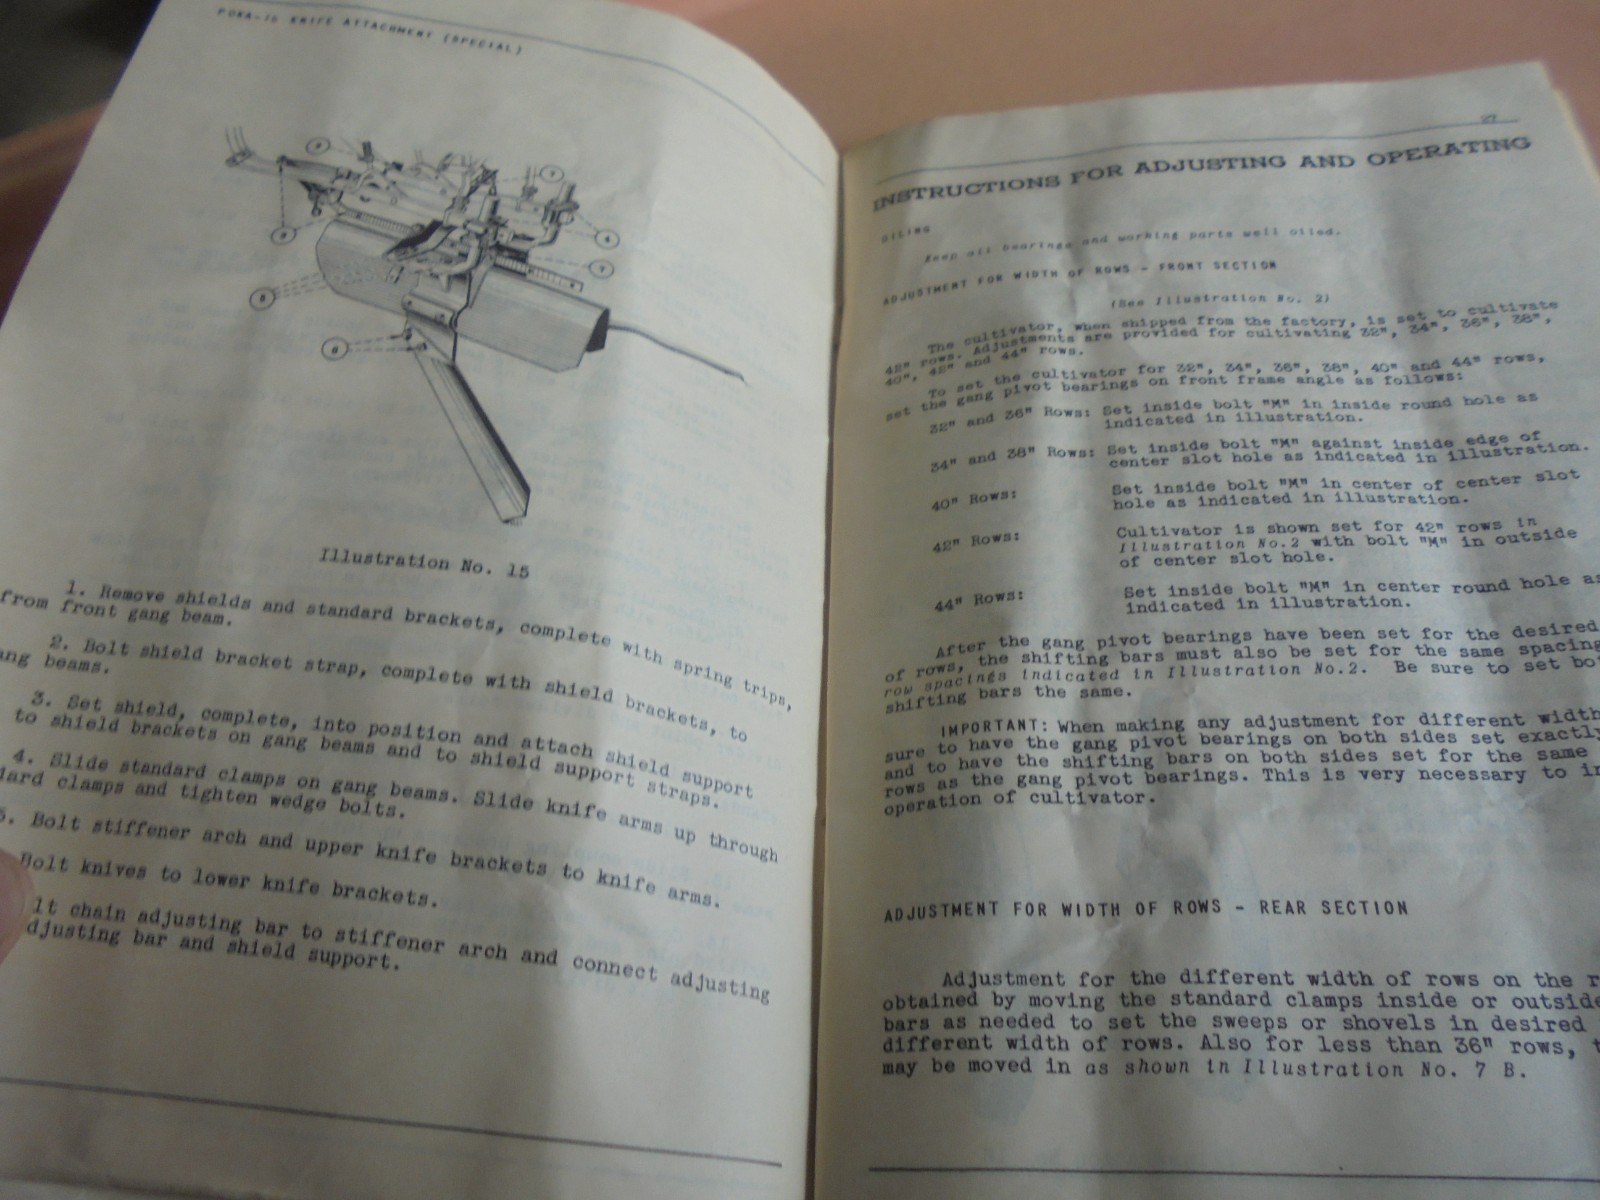 KNIFE ATTACHMENT (SPECIAL)
Illustration No. 15
1. Remove shields and standard brackets, complete with spring trips,
from front gang beam.
2. Bolt shield bracket strap, complete with shield brackets, to
beams.
3. Set shield, complete, into position and attach shield support
to shield brackets on gang beams and to shield support straps.
4. Slide standard clamps on gang beams. Slide knife arms up through
clamps and tighten wedge bolts.
5. Bolt stiffener arch and upper knife brackets to knife arms.
Bolt knives to lower knife brackets.
lt chain adjusting bar to stiffener arch and connect adjusting
djusting bar and shield support.
INSTRUCTIONS FOR ADJUSTING AND OPERATING
OILING
Keep all bearings and working parts well oiled.
ADJUSTMENT FOR WIDTH OF ROWS - FRONT SECTION
(See Illustration No. 2)
The cultivator, when shipped from the factory, is set to cultivate
42" rows. Adjustments are provided for cultivating 32", 34", 36", 38",
40", 42" and 44" rows.
To set the cultivator for 32", 34", 36", 38", 40" and 44" rows,
set the gang pivot bearings on front frame angle as follows:
32" and 36" Rows: Set inside bolt "M" in inside round hole as
indicated in illustration.
34" and 38" Rows: Set inside bolt "M" against inside edge of
center slot hole as indicated in illustration.
40" Rows: Set inside bolt "M" in center of center slot
hole as indicated in illustration.
42" Rows: Cultivator is shown set for 42" rows in
Illustration No.2 with bolt "M" in outside
of center slot hole.
44" Rows: Set inside bolt "M" in center round hole as
indicated in illustration.
After the gang pivot bearings have been set for the desired
of rows, the shifting bars must also be set for the same spacing
row spacings indicated in Illustration No.2. Be sure to set bo
shifting bars the same.
IMPORTANT: When making any adjustment for different width
sure to have the gang pivot bearings on both sides set exactly
and to have the shifting bars on both sides set for the same
rows as the gang pivot bearings. This is very necessary to in
operation of cultivator.
ADJUSTMENT FOR WIDTH OF ROWS - REAR SECTION
Adjustment for the different width of rows on the r
obtained by moving the standard clamps inside or outside
bars as needed to set the sweeps or shovels in desired
different width of rows. Also for less than 36" rows, t
may be moved in as shown in Illustration No. 7 B.